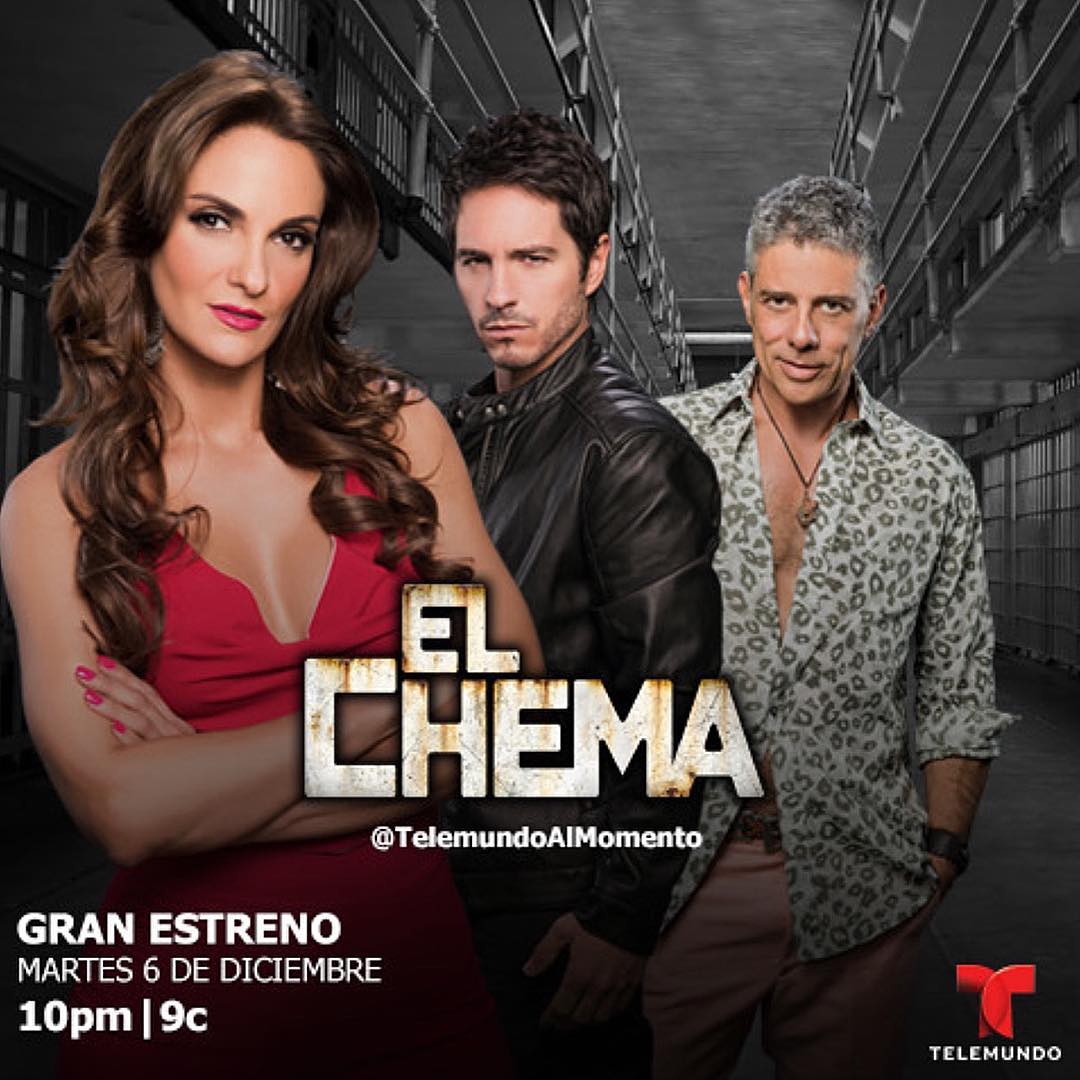 EL
CHEMA
@TelemundoAlMomento
GRAN ESTRENO
MARTES 6 DE DICIEMBRE
10pm | 9c
TELEMUNDO